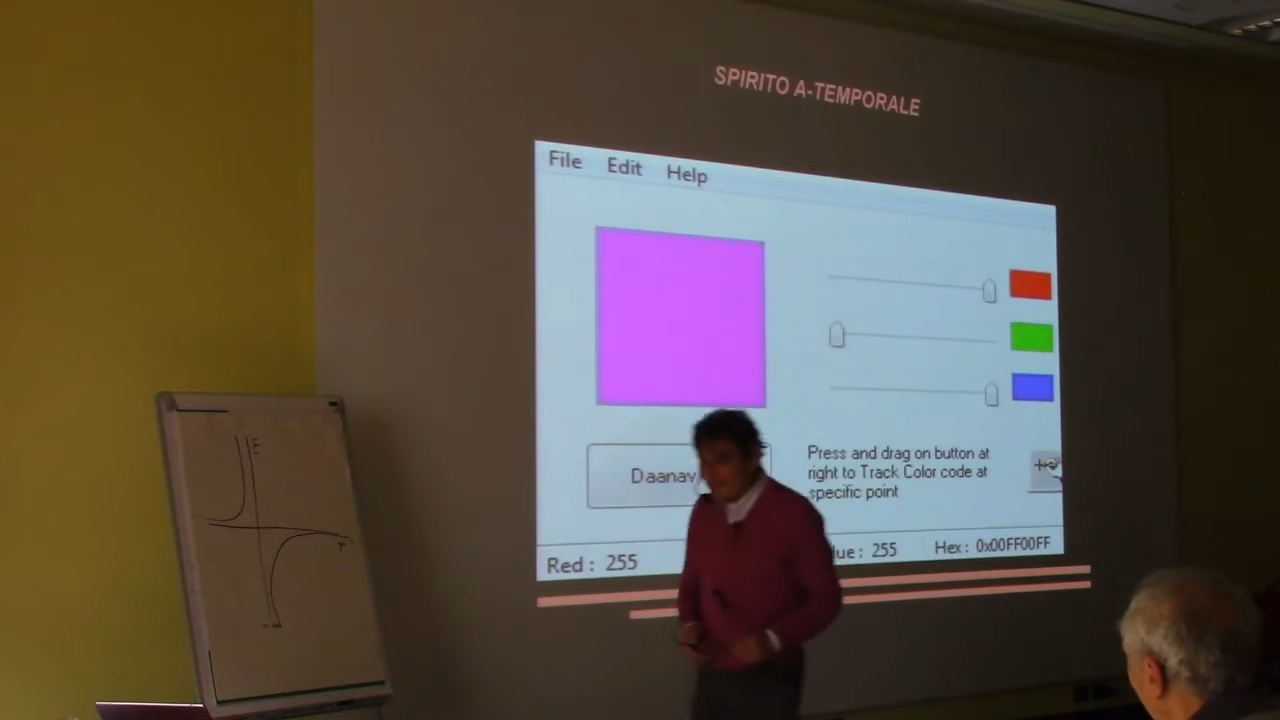 SPIRITO A-TEMPORALE
File Edit Help
Daanav
Press and drag on button at
right to Track Color code at
specific point
Red : 255
lue : 255 Hex : 0x00FF00FF
E
T